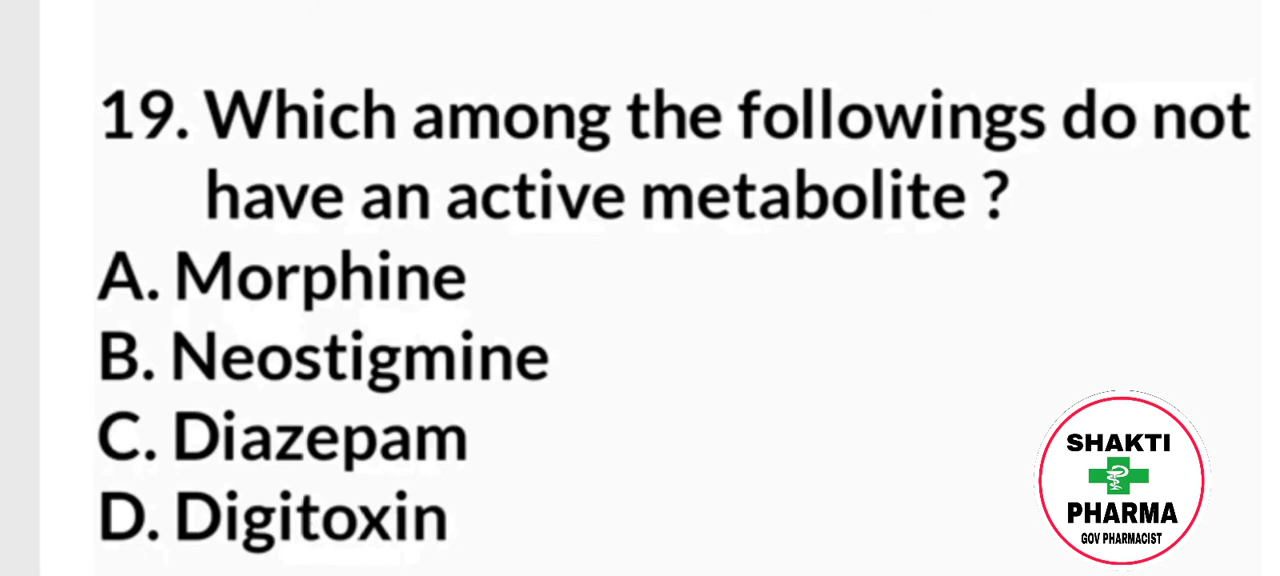 19. Which among the followings do not
have an active metabolite ?
A. Morphine
B. Neostigmine
C. Diazepam
D. Digitoxin
SHAKTI
PHARMA
GOV PHARMACIST